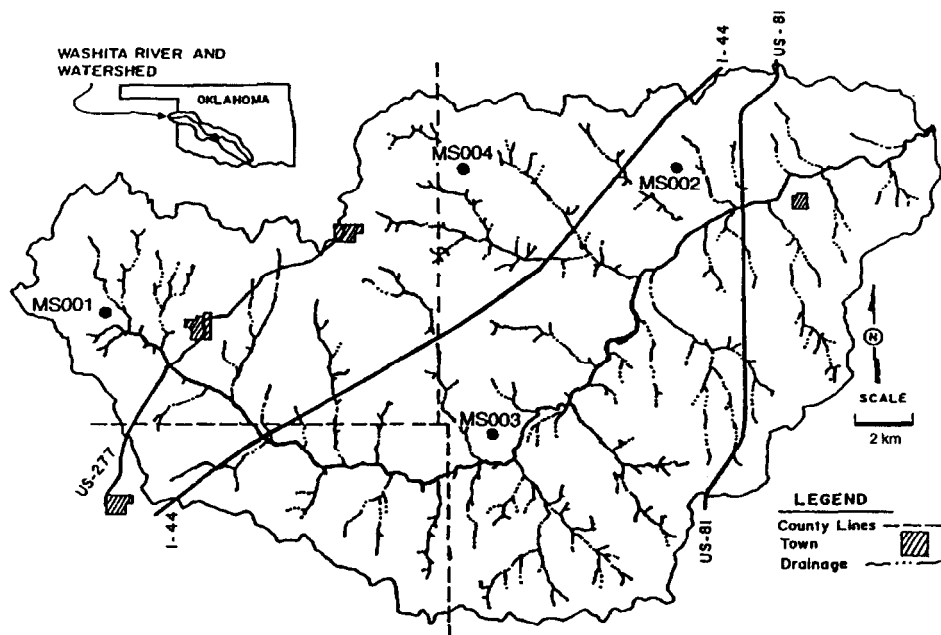 WASHITA RIVER AND
WATERSHED
OKLAHOMA
I-44
US-81
MS004
MS002
MS001
N
SCALE
2 km
MS003
US-277
I-44
US-81
LEGEND
County Lines
Town
Drainage